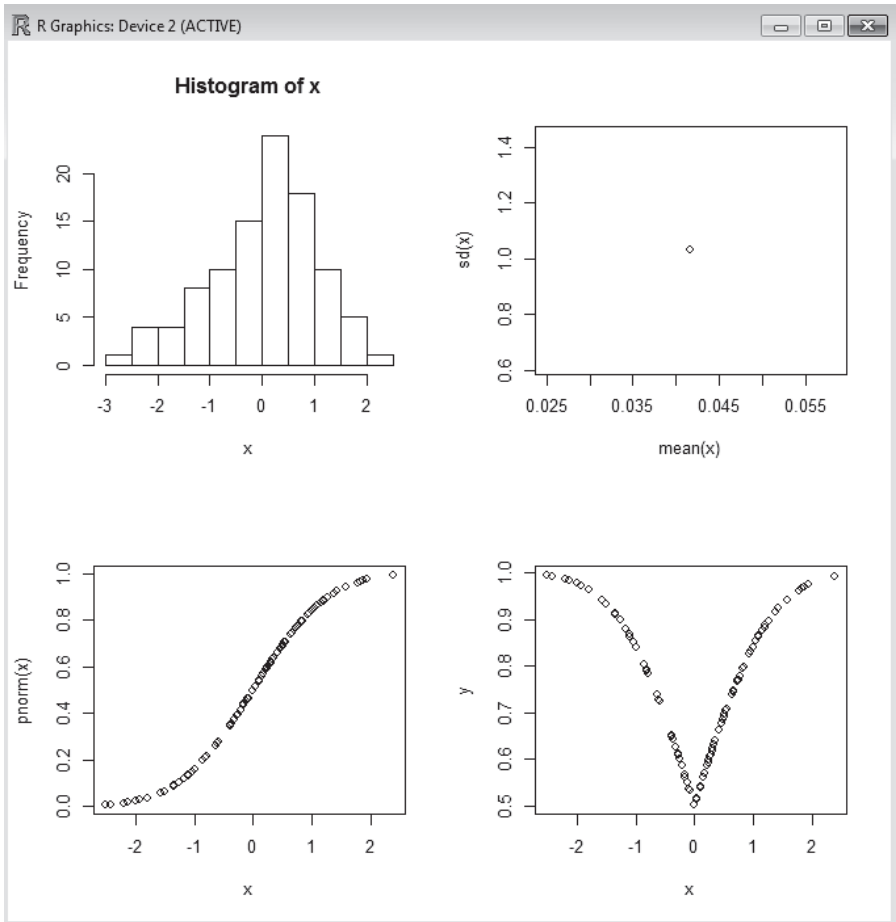 R Graphics: Device 2 (ACTIVE)
Histogram of x
Frequency
0 5 10 15 20
-3 -2 -1 0 1 2
x
sd(x)
0.6 0.8 1.0 1.2 1.4
0.025 0.035 0.045 0.055
mean(x)
pnorm(x)
0.0 0.2 0.4 0.6 0.8 1.0
-2 -1 0 1 2
x
y
0.5 0.6 0.7 0.8 0.9 1.0
-2 -1 0 1 2
x